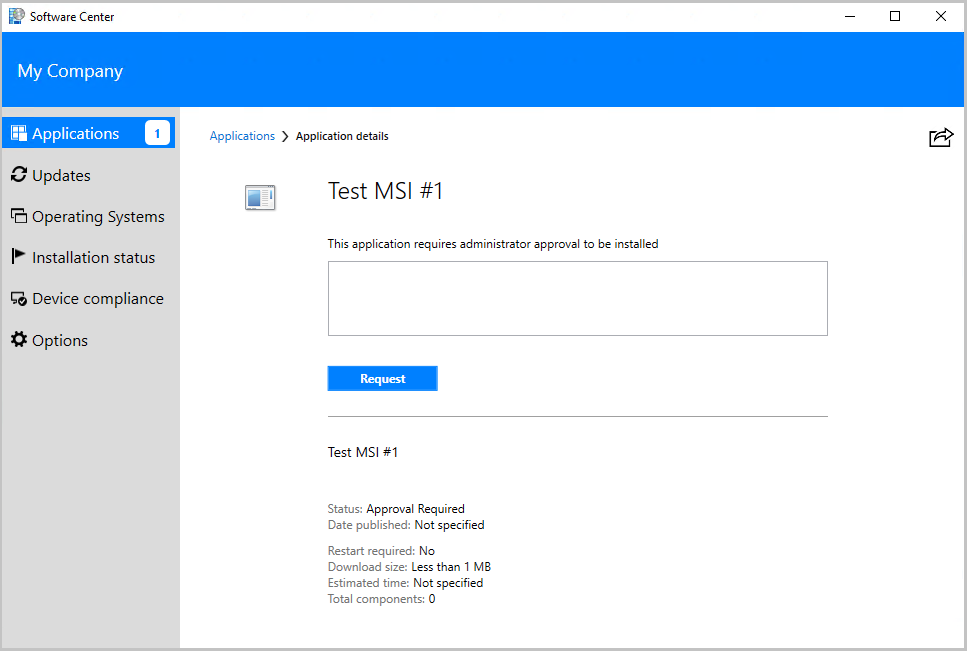 Software Center
My Company
Applications 1
Updates
Operating Systems
Installation status
Device compliance
Options
Applications Application details
Test MSI #1
This application requires administrator approval to be installed
Request
Test MSI #1
Status: Approval Required
Date published: Not specified
Restart required: No
Download size: Less than 1 MB
Estimated time: Not specified
Total components: 0